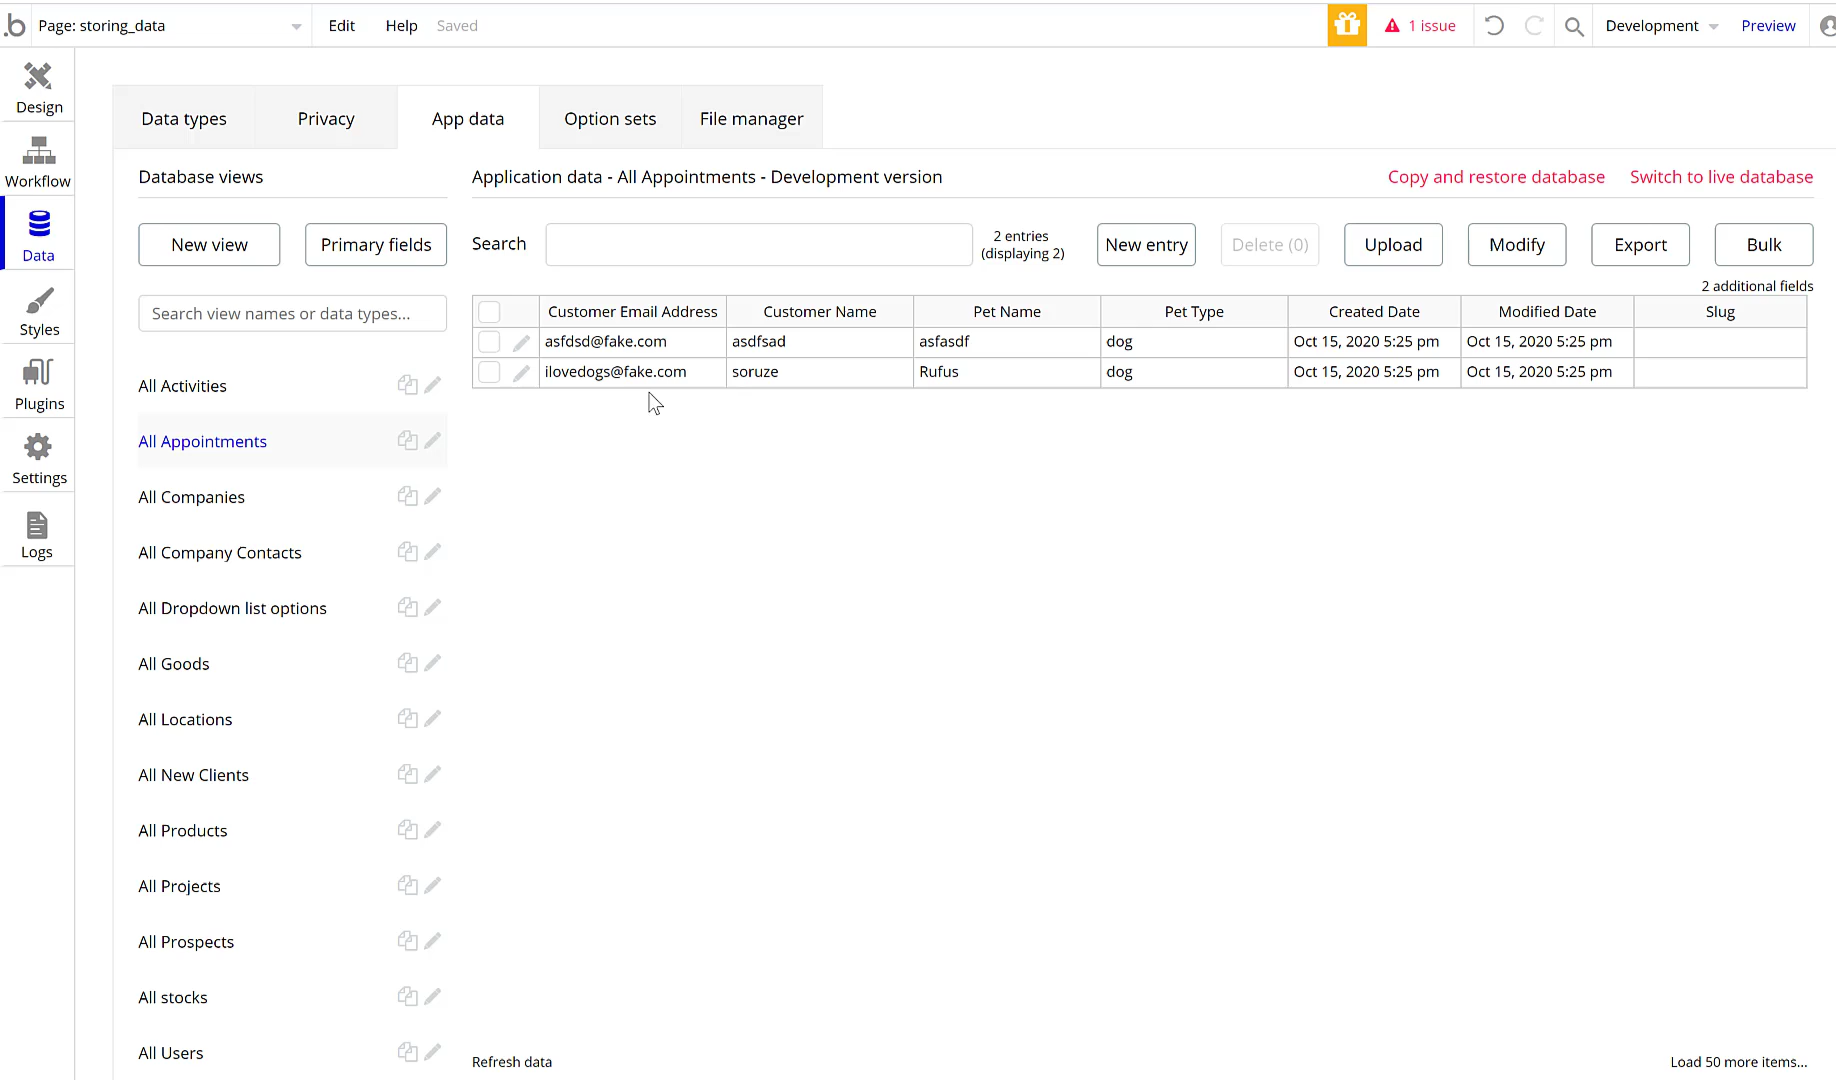 .b Page: storing_data Edit Help Saved 1 issue Development Preview
Design
Workflow
Data
Styles
Plugins
Settings
Logs
Data types Privacy App data Option sets File manager
Database views
New view Primary fields
Search view names or data types...
All Activities
All Appointments
All Companies
All Company Contacts
All Dropdown list options
All Goods
All Locations
All New Clients
All Products
All Projects
All Prospects
All stocks
All Users
Application data - All Appointments - Development version Copy and restore database Switch to live database
Search 2 entries
(displaying 2)
New entry Delete (0) Upload Modify Export Bulk
2 additional fields
Customer Email Address Customer Name Pet Name Pet Type Created Date Modified Date Slug
asfdsd@fake.com asdfsad asfasdf dog Oct 15, 2020 5:25 pm Oct 15, 2020 5:25 pm
ilovedogs@fake.com soruze Rufus dog Oct 15, 2020 5:25 pm Oct 15, 2020 5:25 pm
Refresh data Load 50 more items...